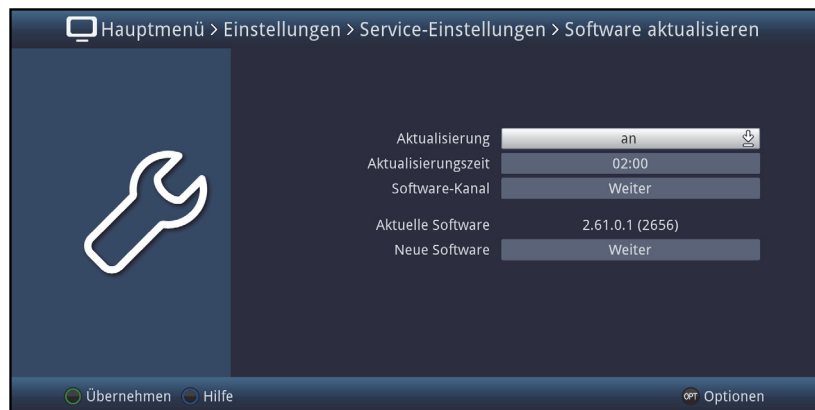 Hauptmenü > Einstellungen > Service-Einstellungen > Software aktualisieren
Aktualisierung an
Aktualisierungszeit 02:00
Software-Kanal Weiter
Aktuelle Software 2.61.0.1 (2656)
Neue Software Weiter
Übernehmen Hilfe OPT Optionen